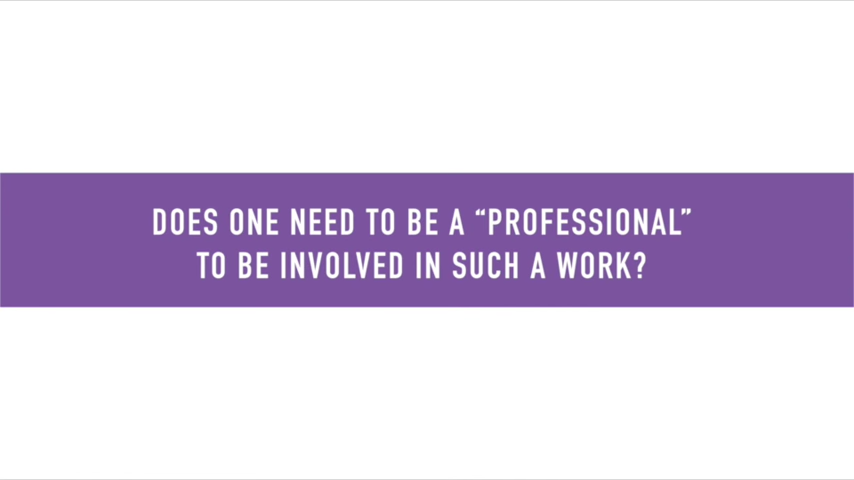 DOES ONE NEED TO BE A “PROFESSIONAL”
TO BE INVOLVED IN SUCH A WORK?